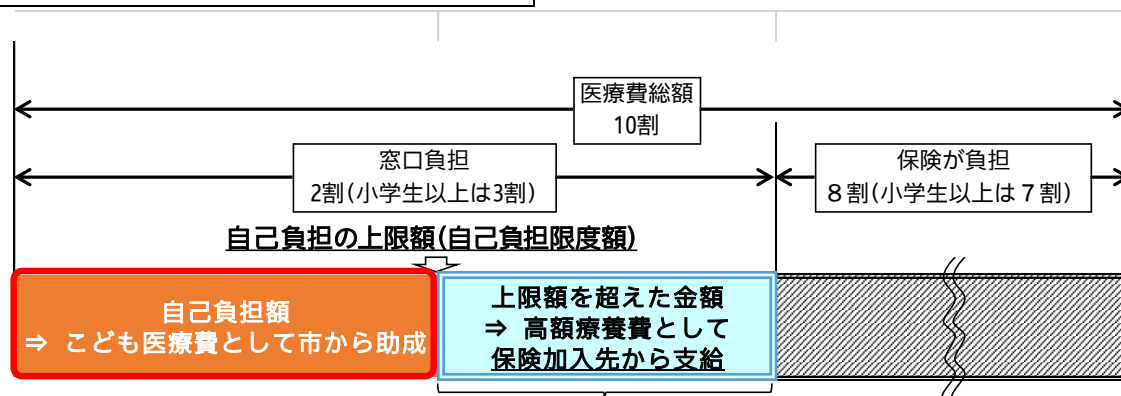 医療費総額
10割
窓口負担
2割(小学生以上は3割)
保険が負担
８割(小学生以上は７割)
自己負担の上限額(自己負担限度額)
自己負担額
⇒ こども医療費として市から助成
上限額を超えた金額
⇒ 高額療養費として
保険加入先から支給